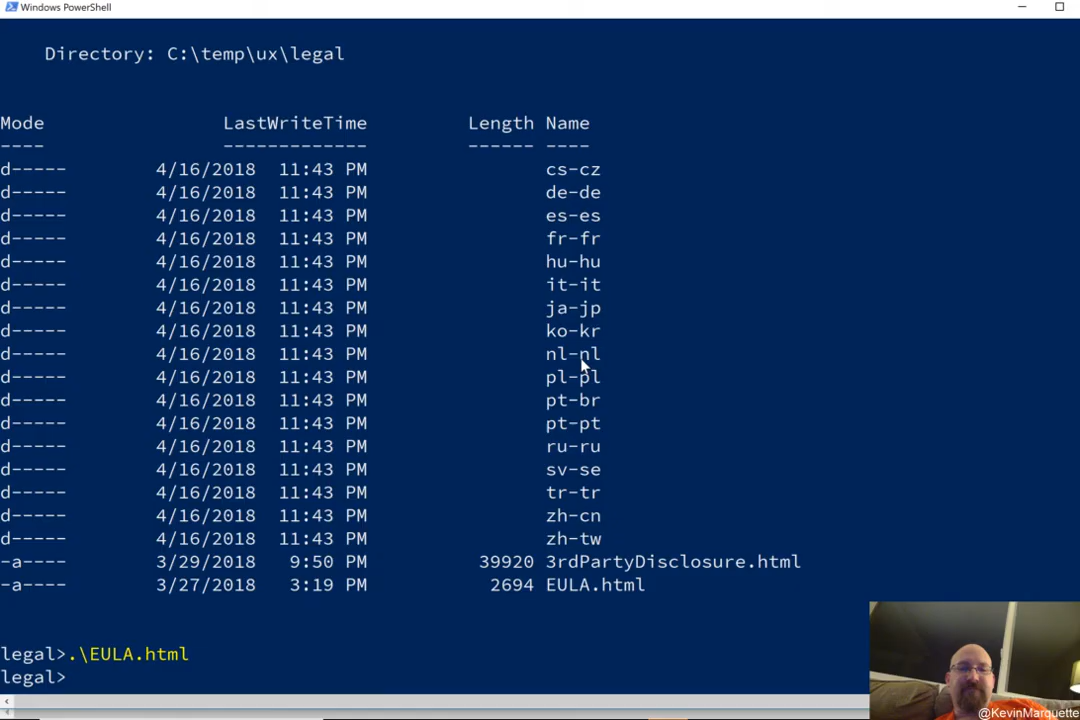 Windows PowerShell
Directory: C:\temp\ux\legal
Mode LastWriteTime Length Name
---- ------------- ------ ----
d----- 4/16/2018 11:43 PM cs-cz
d----- 4/16/2018 11:43 PM de-de
d----- 4/16/2018 11:43 PM es-es
d----- 4/16/2018 11:43 PM fr-fr
d----- 4/16/2018 11:43 PM hu-hu
d----- 4/16/2018 11:43 PM it-it
d----- 4/16/2018 11:43 PM ja-jp
d----- 4/16/2018 11:43 PM ko-kr
d----- 4/16/2018 11:43 PM nl-nl
d----- 4/16/2018 11:43 PM pl-pl
d----- 4/16/2018 11:43 PM pt-br
d----- 4/16/2018 11:43 PM pt-pt
d----- 4/16/2018 11:43 PM ru-ru
d----- 4/16/2018 11:43 PM sv-se
d----- 4/16/2018 11:43 PM tr-tr
d----- 4/16/2018 11:43 PM zh-cn
d----- 4/16/2018 11:43 PM zh-tw
-a---- 3/29/2018 9:50 PM 39920 3rdPartyDisclosure.html
-a---- 3/27/2018 3:19 PM 2694 EULA.html
legal>.\EULA.html
legal>
@KevinMarquette